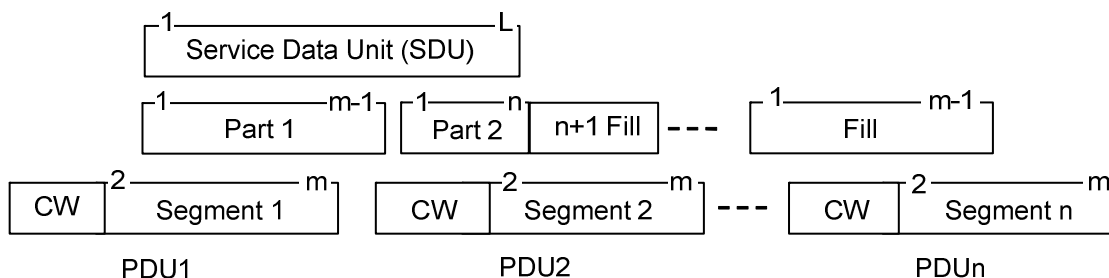 1 L
Service Data Unit (SDU)
1 m-1 1 n 1 m-1
Part 1 Part 2 n+1 Fill Fill
2 m 2 m 2 m
CW Segment 1 CW Segment 2 CW Segment n
PDU1 PDU2 PDUn